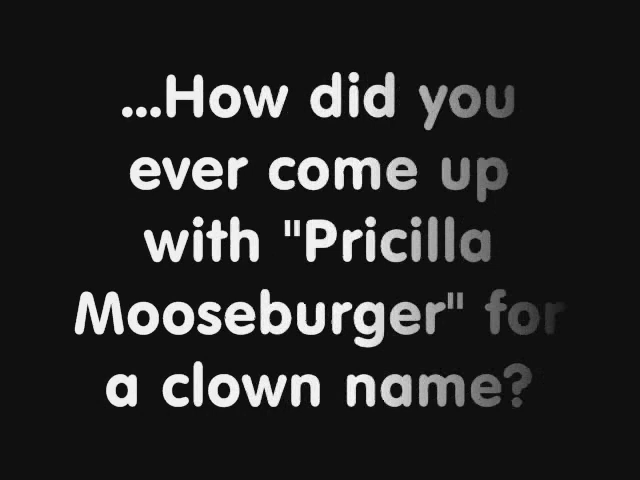 ...How did you
ever come up
with "Pricilla
Mooseburger" for
a clown name?